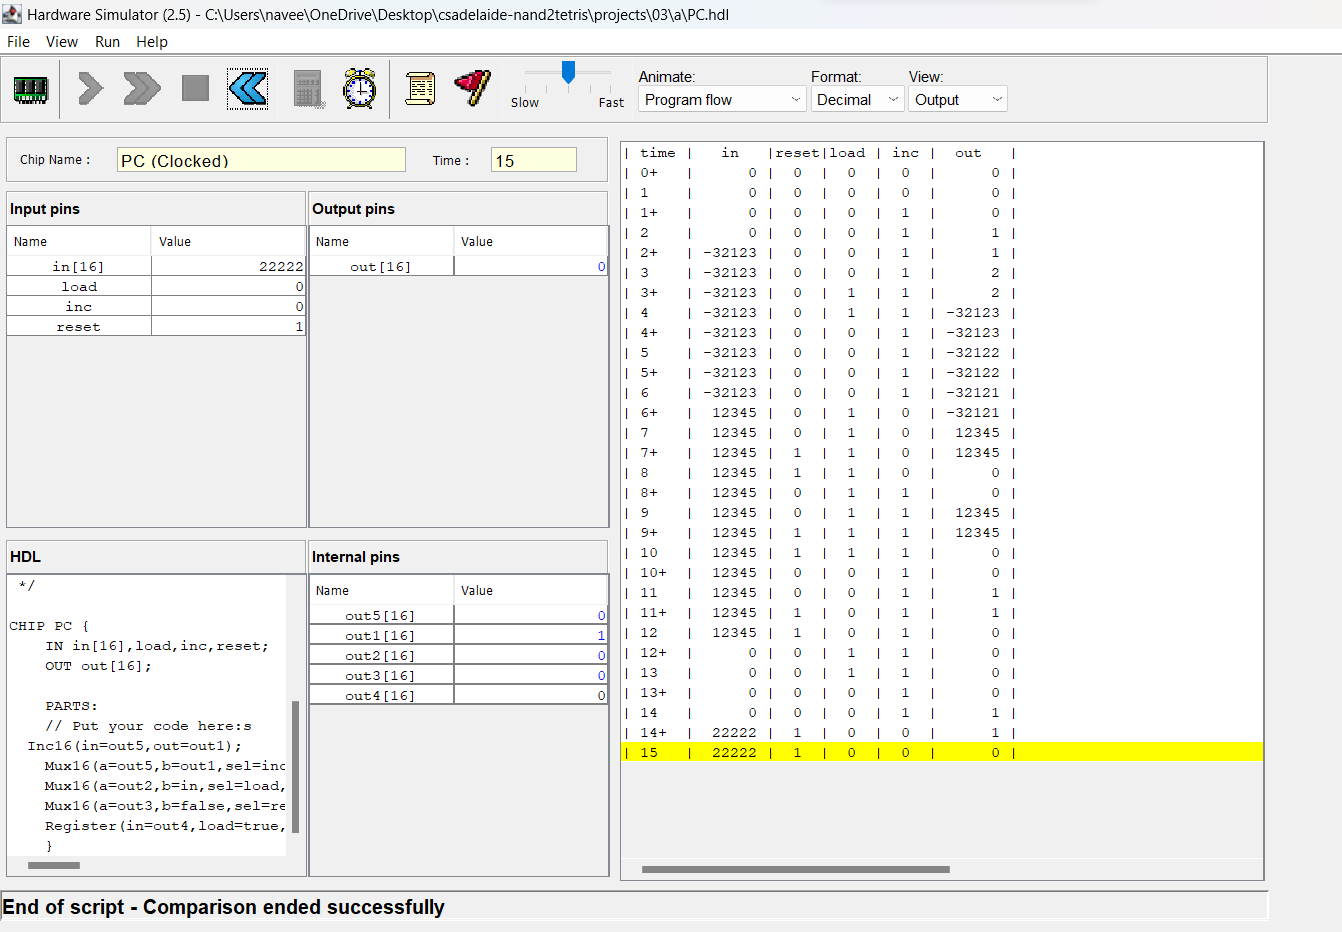 Hardware Simulator (2.5) - C:\Users\navee\OneDrive\Desktop\csadelaide-nand2tetris\projects\03\a\PC.hdl
File View Run Help
Slow Fast
Animate: Format: View:
Program flow Decimal Output
Chip Name : PC (Clocked) Time : 15
Input pins
Name Value
in[16] 22222
load 0
inc 0
reset 1
Output pins
Name Value
out[16] 0
HDL
*/
CHIP PC {
IN in[16],load,inc,reset;
OUT out[16];
PARTS:
// Put your code here:s
Inc16(in=out5,out=out1);
Mux16(a=out5,b=out1,sel=inc
Mux16(a=out2,b=in,sel=load,
Mux16(a=out3,b=false,sel=re
Register(in=out4,load=true,
}
Internal pins
Name Value
out5[16] 0
out1[16] 1
out2[16] 0
out3[16] 0
out4[16] 0
| time | in |reset|load | inc | out |
| 0+ | 0 | 0 | 0 | 0 | 0 |
| 1 | 0 | 0 | 0 | 0 | 0 |
| 1+ | 0 | 0 | 0 | 1 | 0 |
| 2 | 0 | 0 | 0 | 1 | 1 |
| 2+ | -32123 | 0 | 0 | 1 | 1 |
| 3 | -32123 | 0 | 0 | 1 | 2 |
| 3+ | -32123 | 0 | 1 | 1 | 2 |
| 4 | -32123 | 0 | 1 | 1 | -32123 |
| 4+ | -32123 | 0 | 0 | 1 | -32123 |
| 5 | -32123 | 0 | 0 | 1 | -32122 |
| 5+ | -32123 | 0 | 0 | 1 | -32122 |
| 6 | -32123 | 0 | 0 | 1 | -32121 |
| 6+ | 12345 | 0 | 1 | 0 | -32121 |
| 7 | 12345 | 0 | 1 | 0 | 12345 |
| 7+ | 12345 | 1 | 1 | 0 | 12345 |
| 8 | 12345 | 1 | 1 | 0 | 0 |
| 8+ | 12345 | 0 | 1 | 1 | 0 |
| 9 | 12345 | 0 | 1 | 1 | 12345 |
| 9+ | 12345 | 1 | 1 | 1 | 12345 |
| 10 | 12345 | 1 | 1 | 1 | 0 |
| 10+ | 12345 | 0 | 0 | 1 | 0 |
| 11 | 12345 | 0 | 0 | 1 | 1 |
| 11+ | 12345 | 1 | 0 | 1 | 1 |
| 12 | 12345 | 1 | 0 | 1 | 0 |
| 12+ | 0 | 0 | 1 | 1 | 0 |
| 13 | 0 | 0 | 1 | 1 | 0 |
| 13+ | 0 | 0 | 0 | 1 | 0 |
| 14 | 0 | 0 | 0 | 1 | 1 |
| 14+ | 22222 | 1 | 0 | 0 | 1 |
| 15 | 22222 | 1 | 0 | 0 | 0 |
End of script - Comparison ended successfully